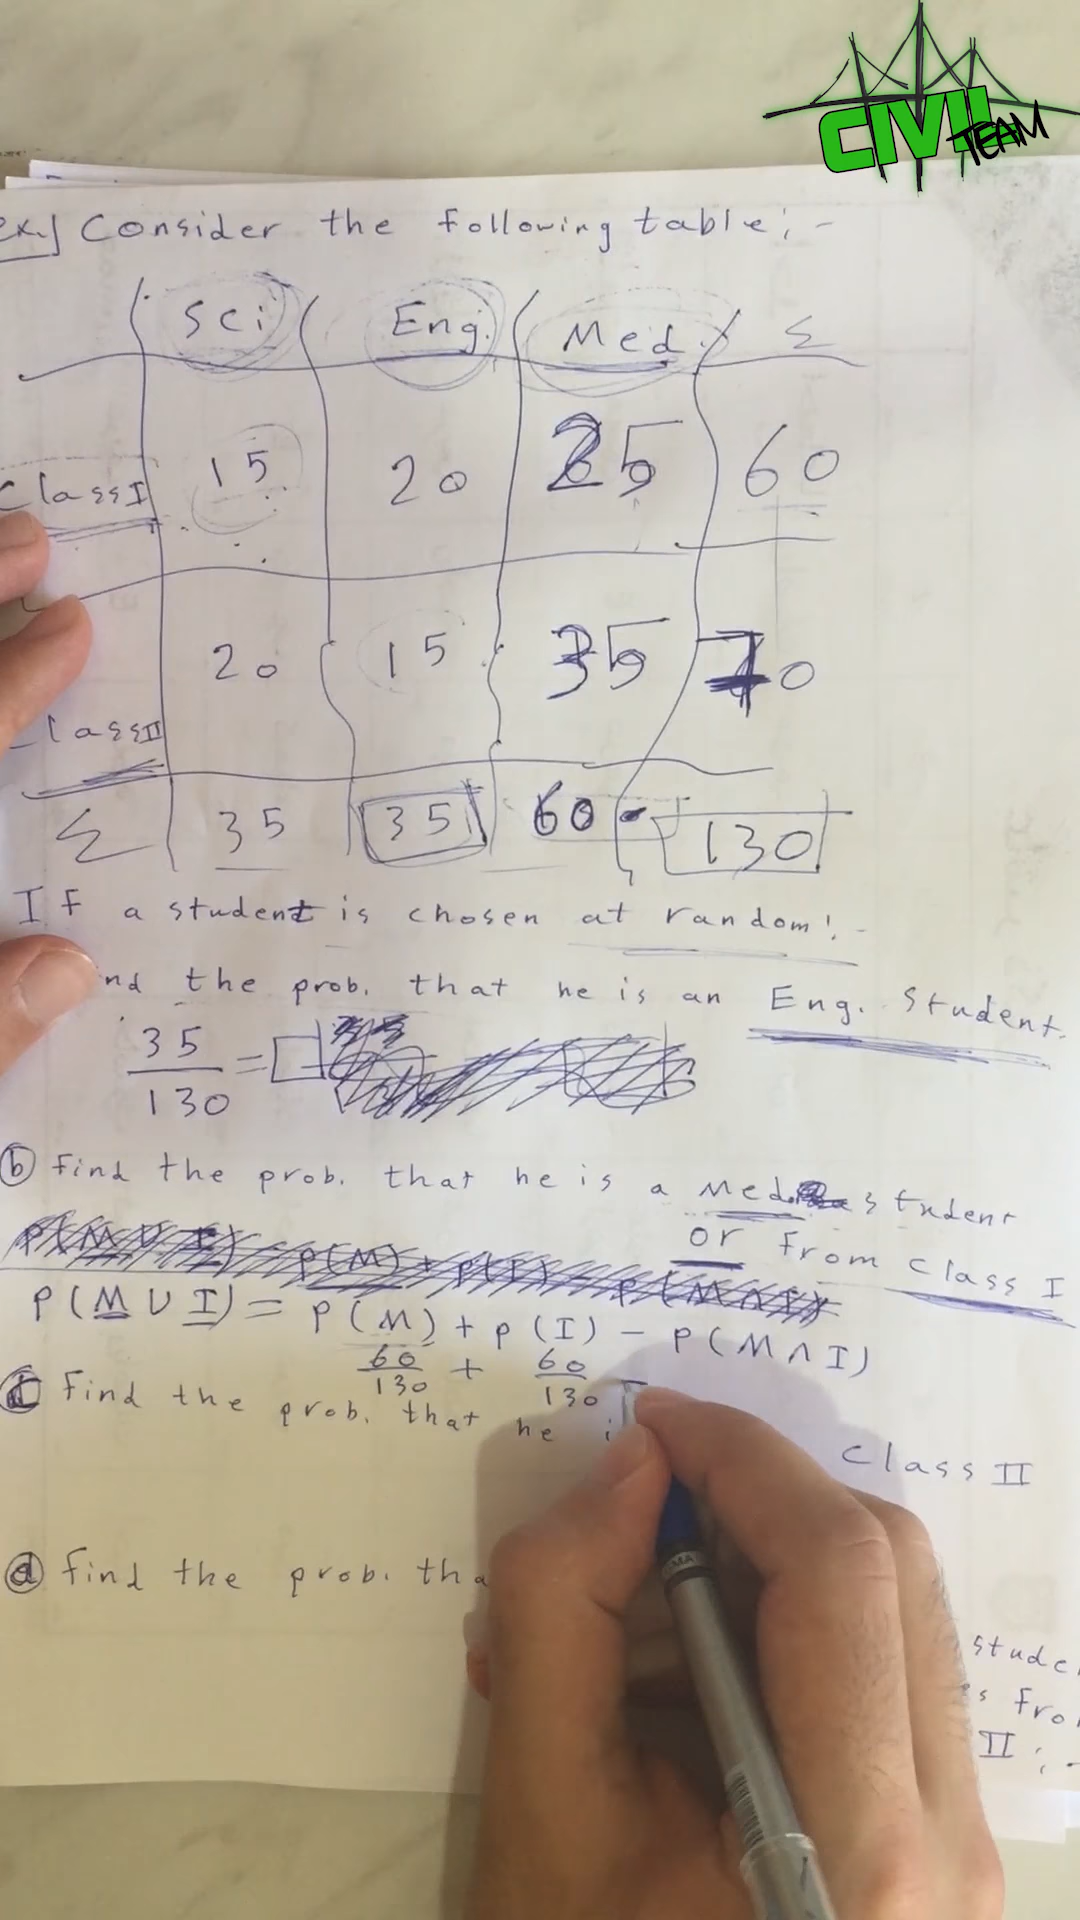 CIVIL TEAM
ex.] Consider the following table:-
Sci Eng. Med. Σ
Class I 15 20 25 60
Class II 20 15 35 70
Σ 35 35 60 130
If a student is chosen at random:-
nd the prob. that he is an Eng. Student.
35/130 =
b find the prob. that he is a Med. student
or from class I
P(M∪I) = P(M) + P(I) - P(M∩I)
60/130 + 60/130 -
c find the prob. that he i class II
d find the prob. tha
stude
s fro
II :-